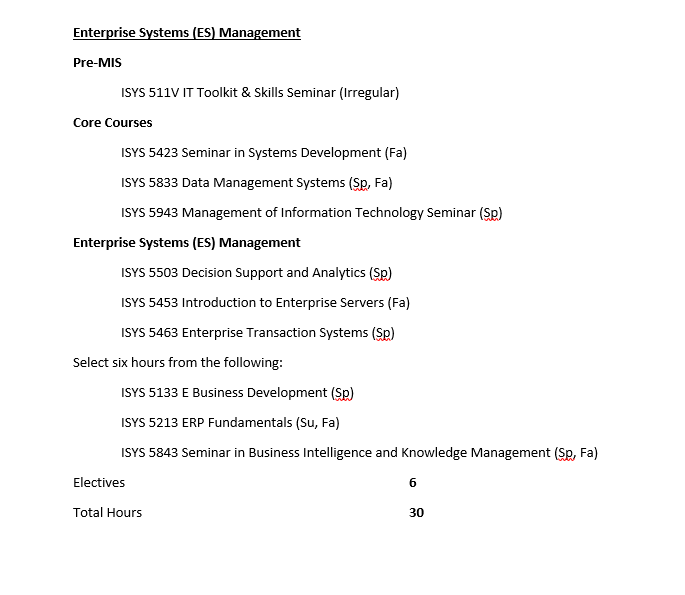 Enterprise Systems (ES) Management
Pre-MIS
ISYS 511V IT Toolkit & Skills Seminar (Irregular)
Core Courses
ISYS 5423 Seminar in Systems Development (Fa)
ISYS 5833 Data Management Systems (Sp, Fa)
ISYS 5943 Management of Information Technology Seminar (Sp)
Enterprise Systems (ES) Management
ISYS 5503 Decision Support and Analytics (Sp)
ISYS 5453 Introduction to Enterprise Servers (Fa)
ISYS 5463 Enterprise Transaction Systems (Sp)
Select six hours from the following:
ISYS 5133 E Business Development (Sp)
ISYS 5213 ERP Fundamentals (Su, Fa)
ISYS 5843 Seminar in Business Intelligence and Knowledge Management (Sp, Fa)
Electives 6
Total Hours 30